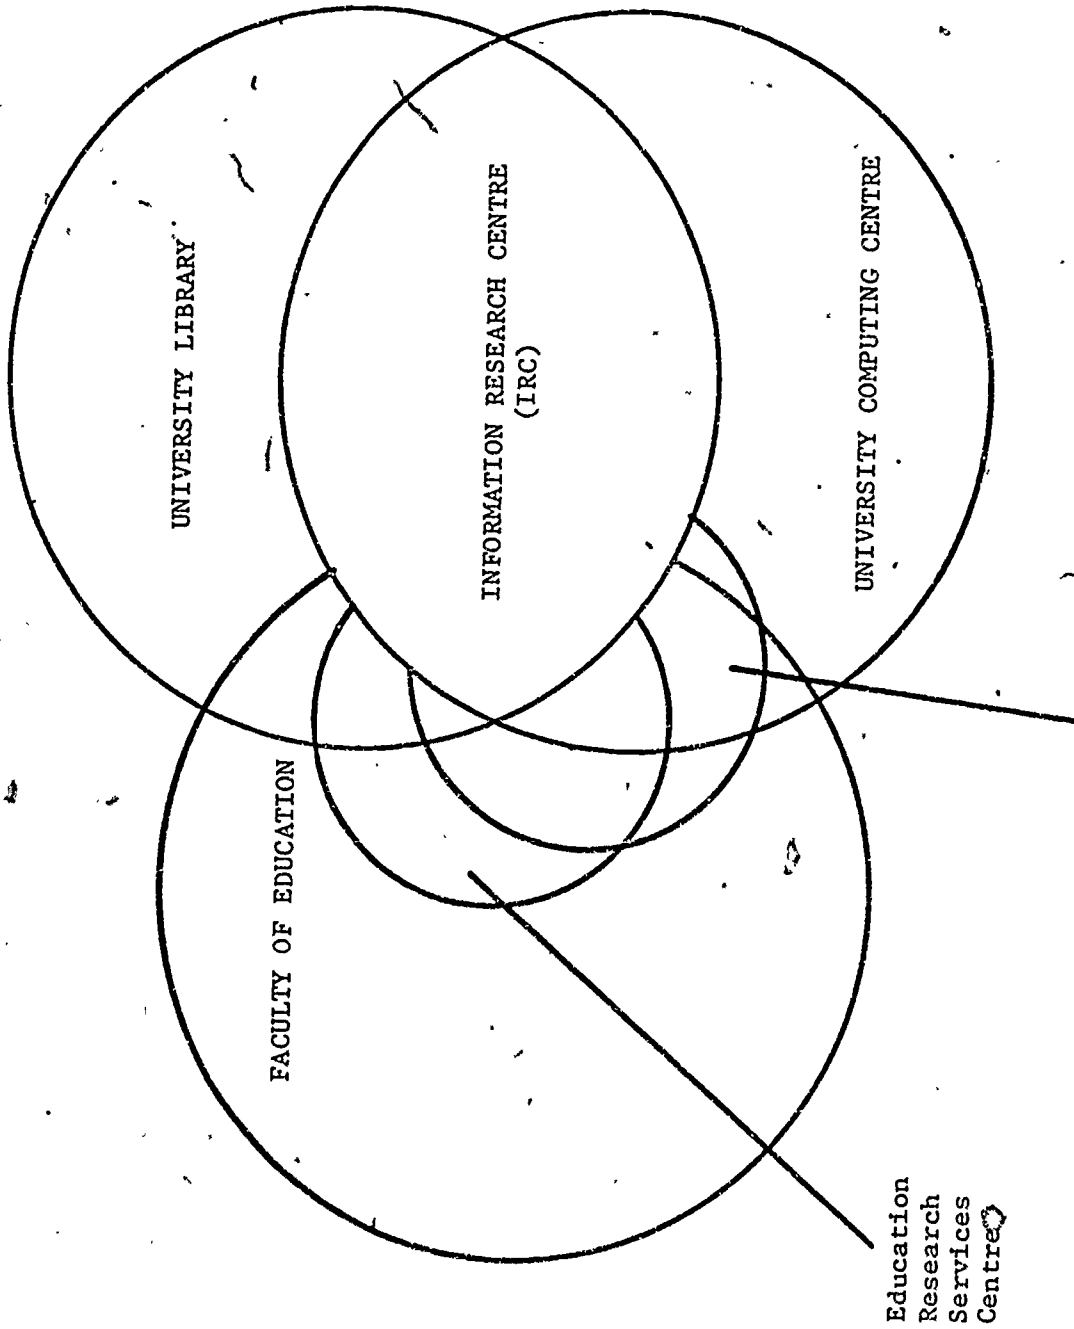 UNIVERSITY LIBRARY
INFORMATION RESEARCH CENTRE
(IRC)
UNIVERSITY COMPUTING CENTRE
FACULTY OF EDUCATION
Education
Research
Services
Centre